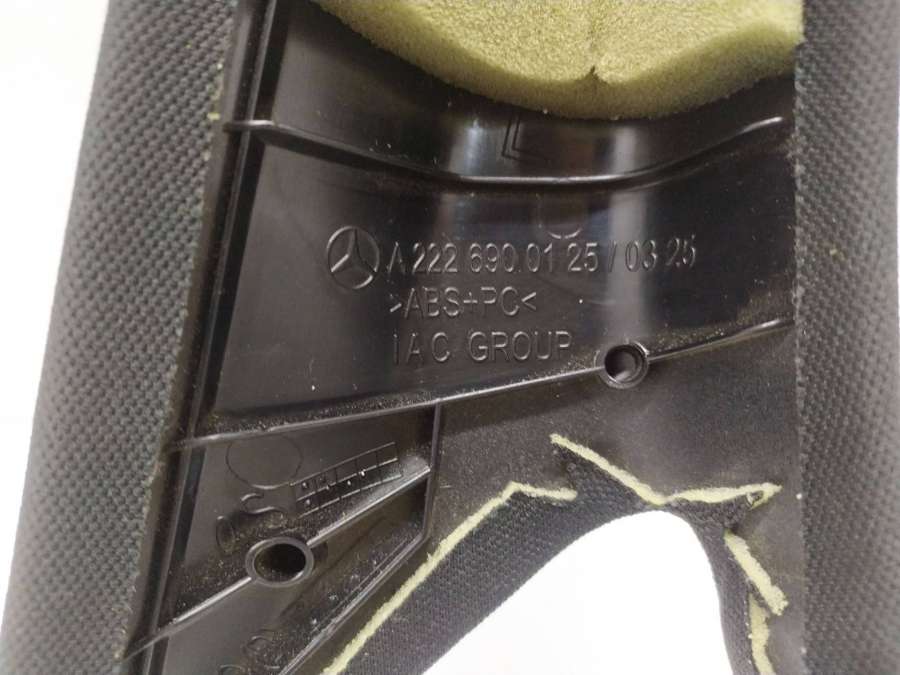 A 222 690 01 25 / 03 25
>ABS+PC<
IAC GROUP